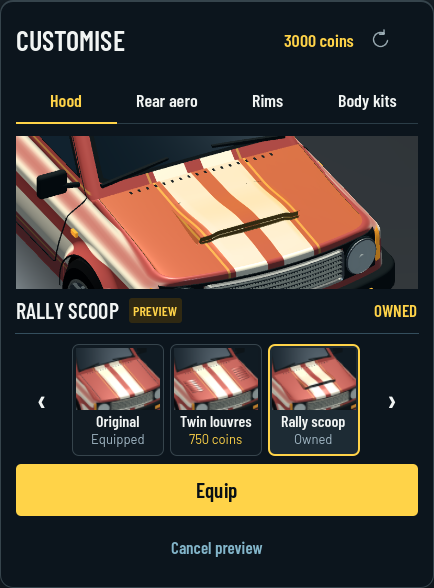 CUSTOMISE
3000 coins
Hood Rear aero Rims Body kits
RALLY SCOOP PREVIEW OWNED
Original Twin louvres Rally scoop
Equipped 750 coins Owned
Equip
Cancel preview